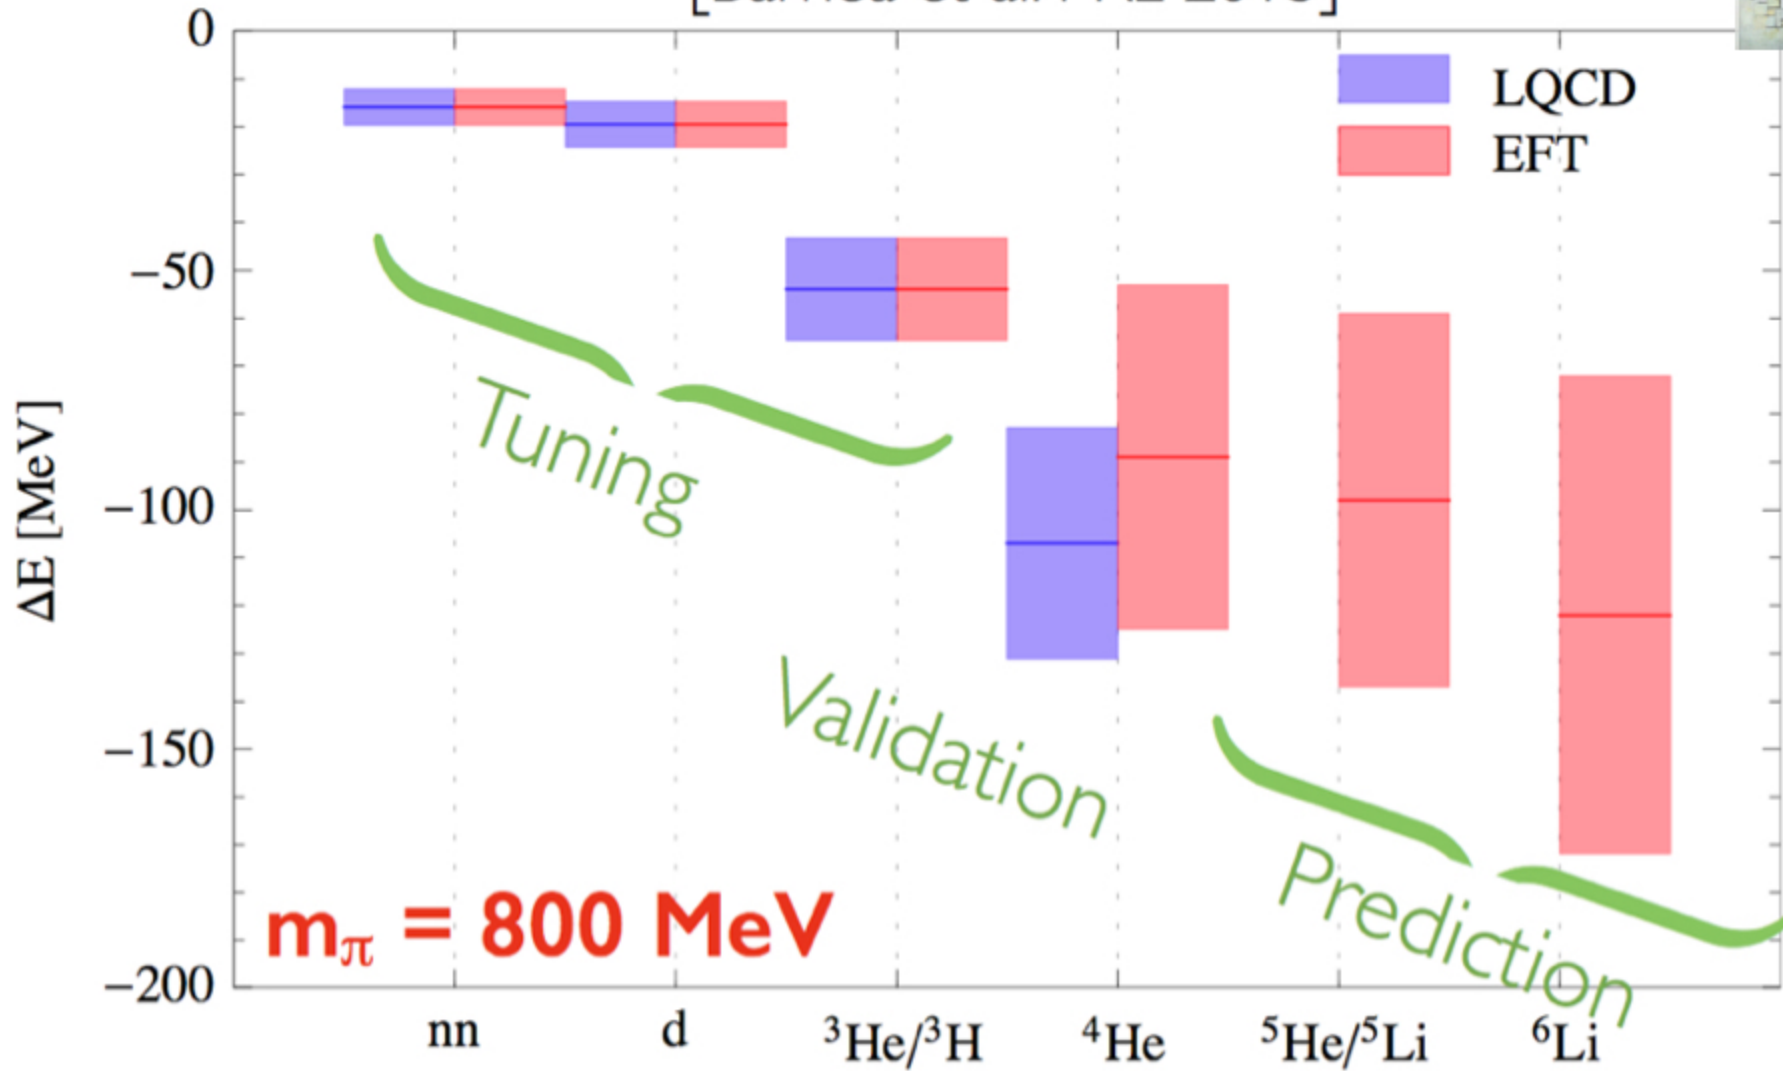 0
−50
−100
−150
−200
ΔE [MeV]
LQCD
EFT
Tuning
Validation
Prediction
mπ = 800 MeV
nn
d
³He/³H
⁴He
⁵He/⁵Li
⁶Li